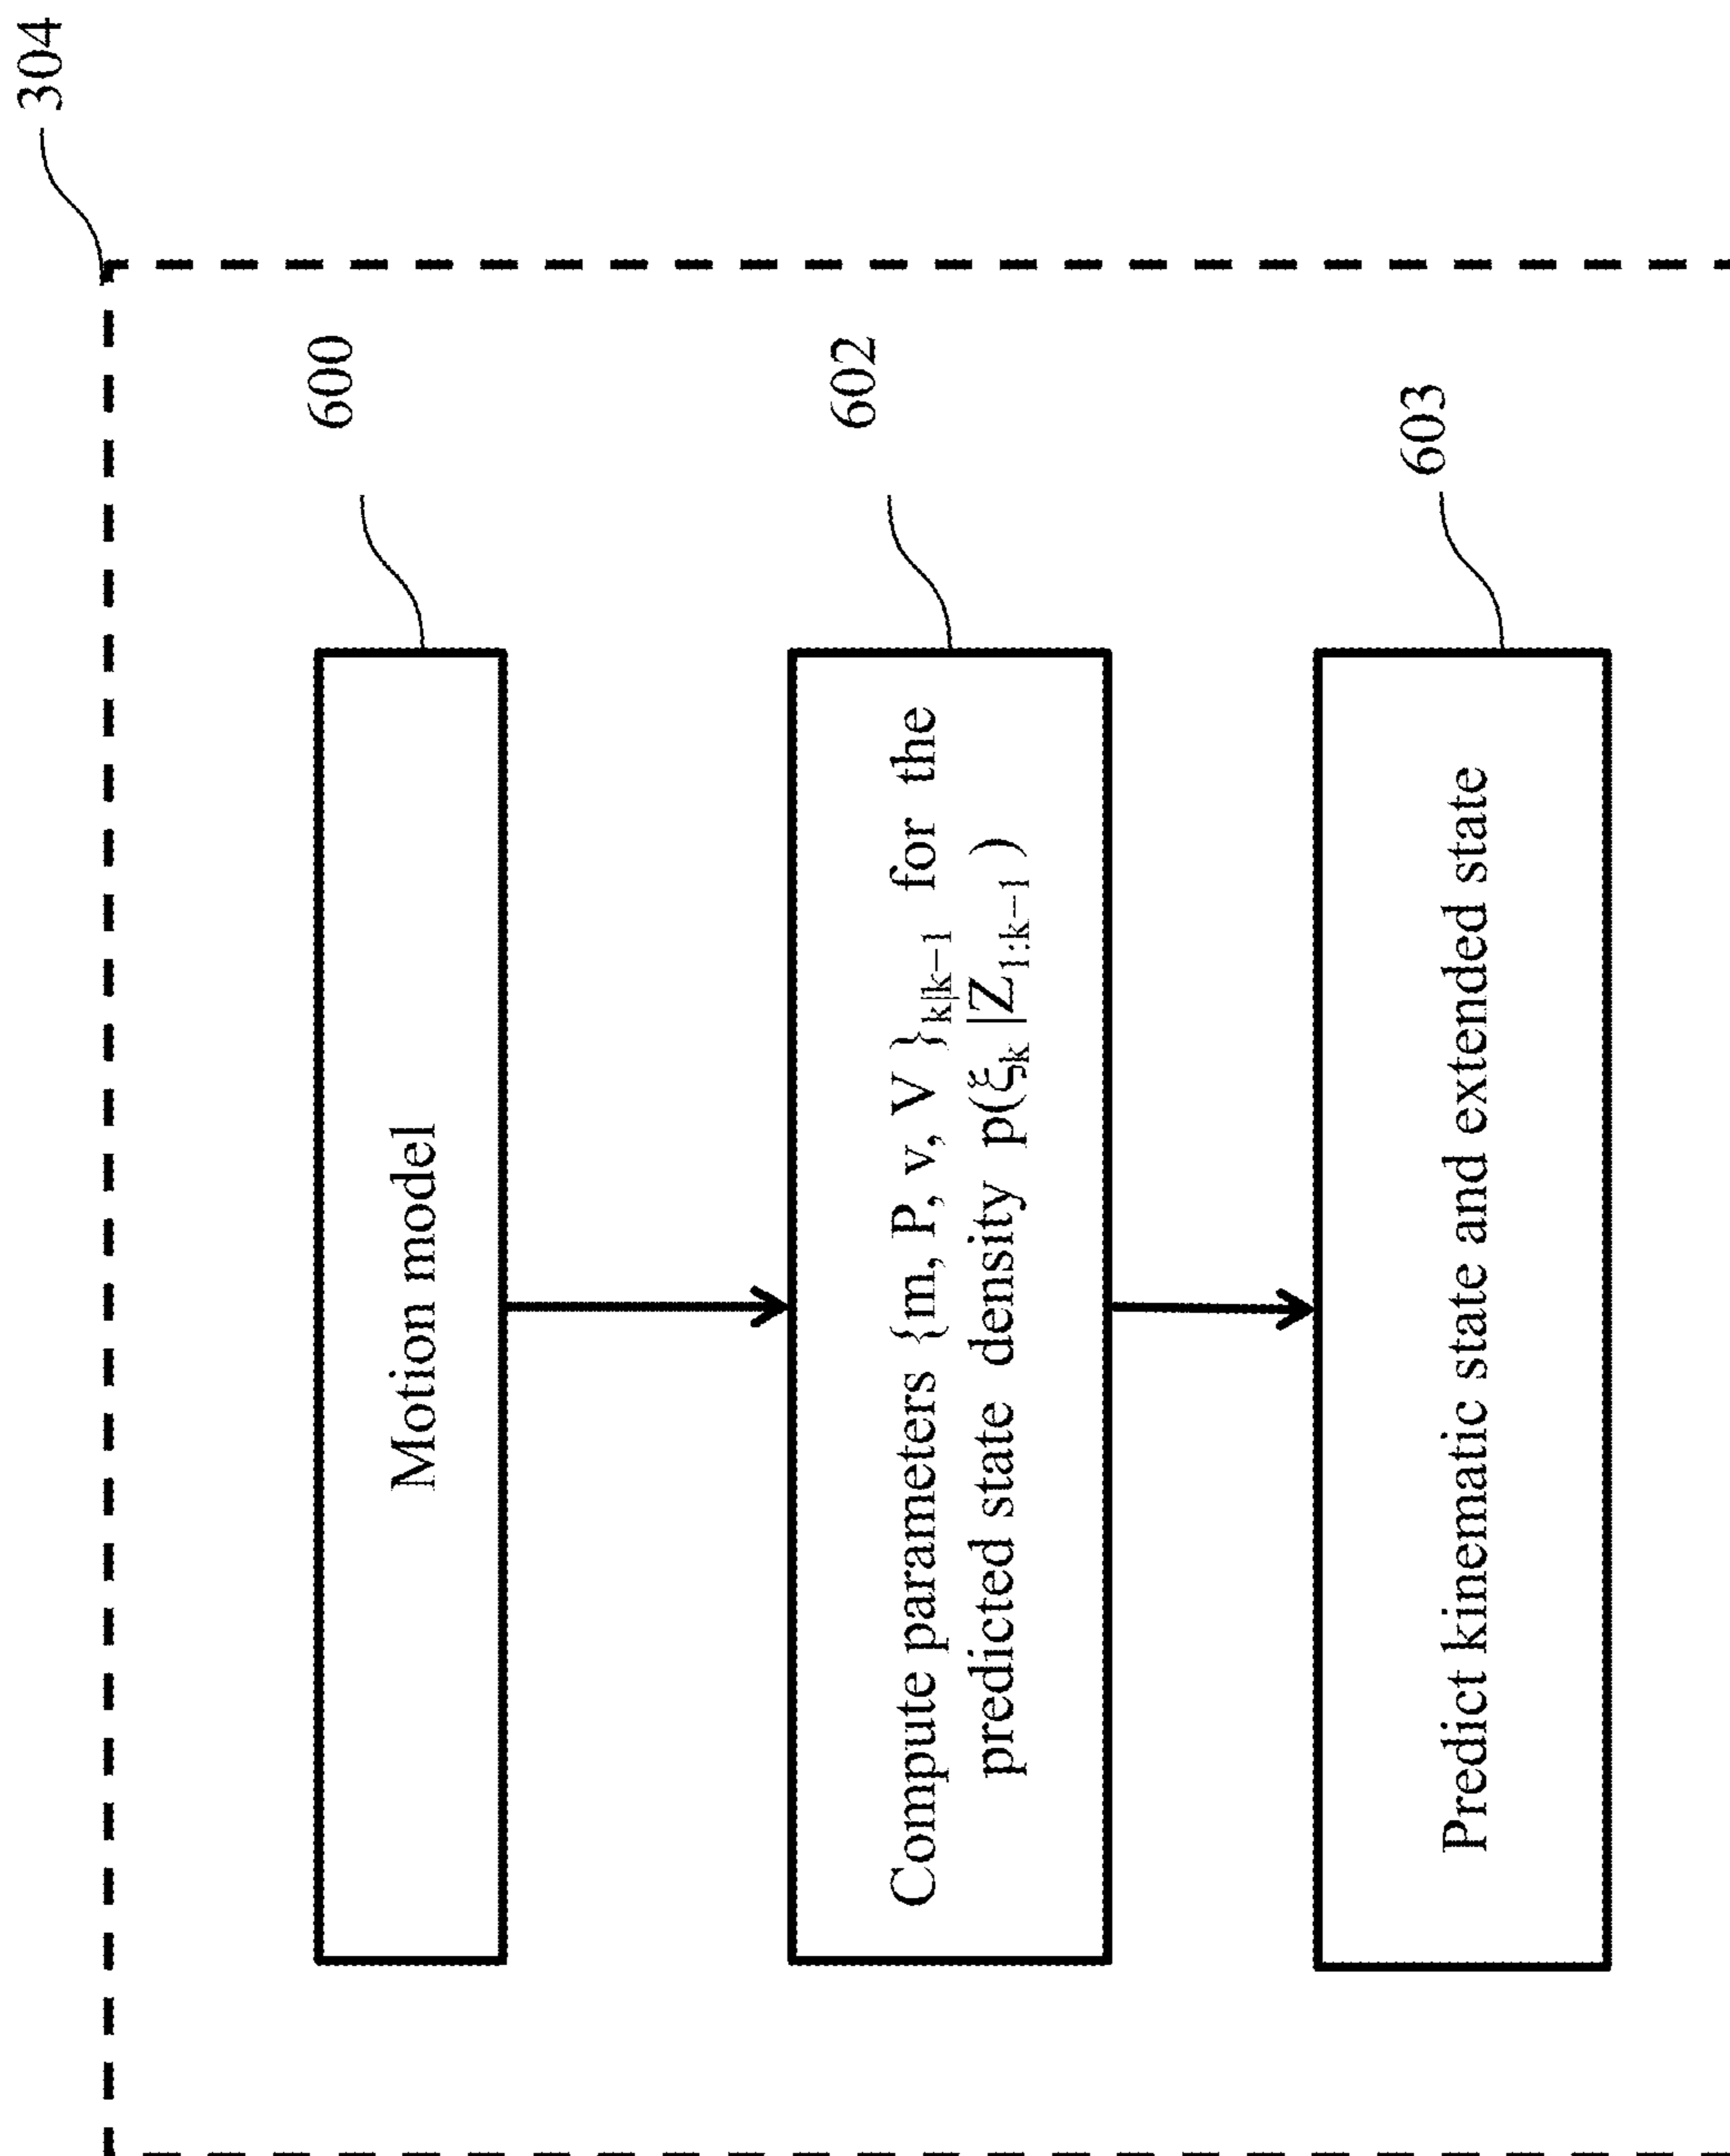 304
600
Motion model
602
Compute parameters {m, P, v, V }k|k−1 for the
predicted state density p(ξk |Z1:k−1 )
603
Predict kinematic state and extended state